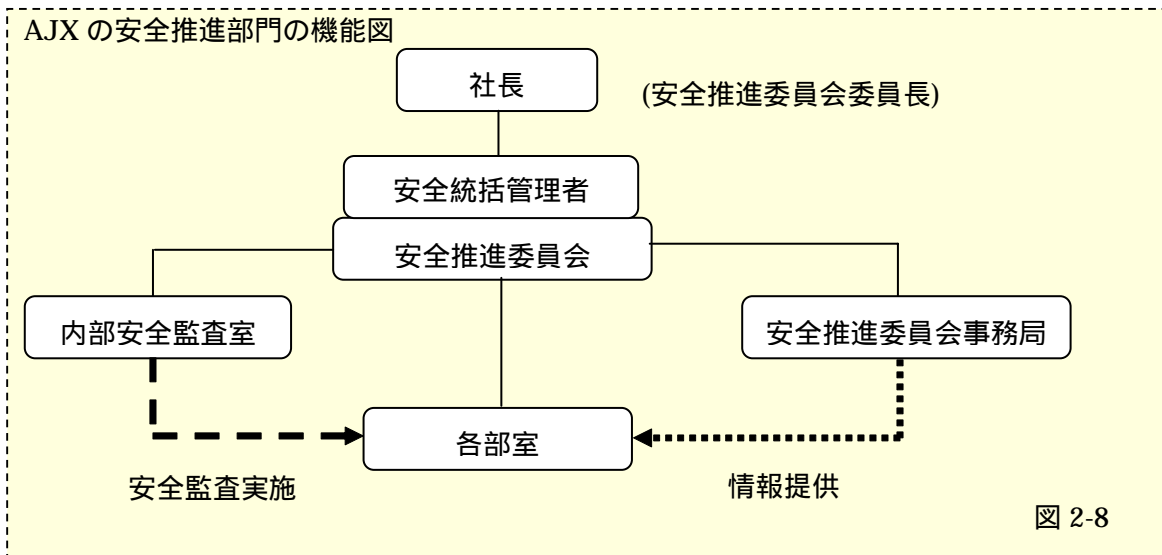 AJX の安全推進部門の機能図
社長
(安全推進委員会委員長)
安全統括管理者
安全推進委員会
内部安全監査室
安全推進委員会事務局
各部室
安全監査実施
情報提供
図 2-8